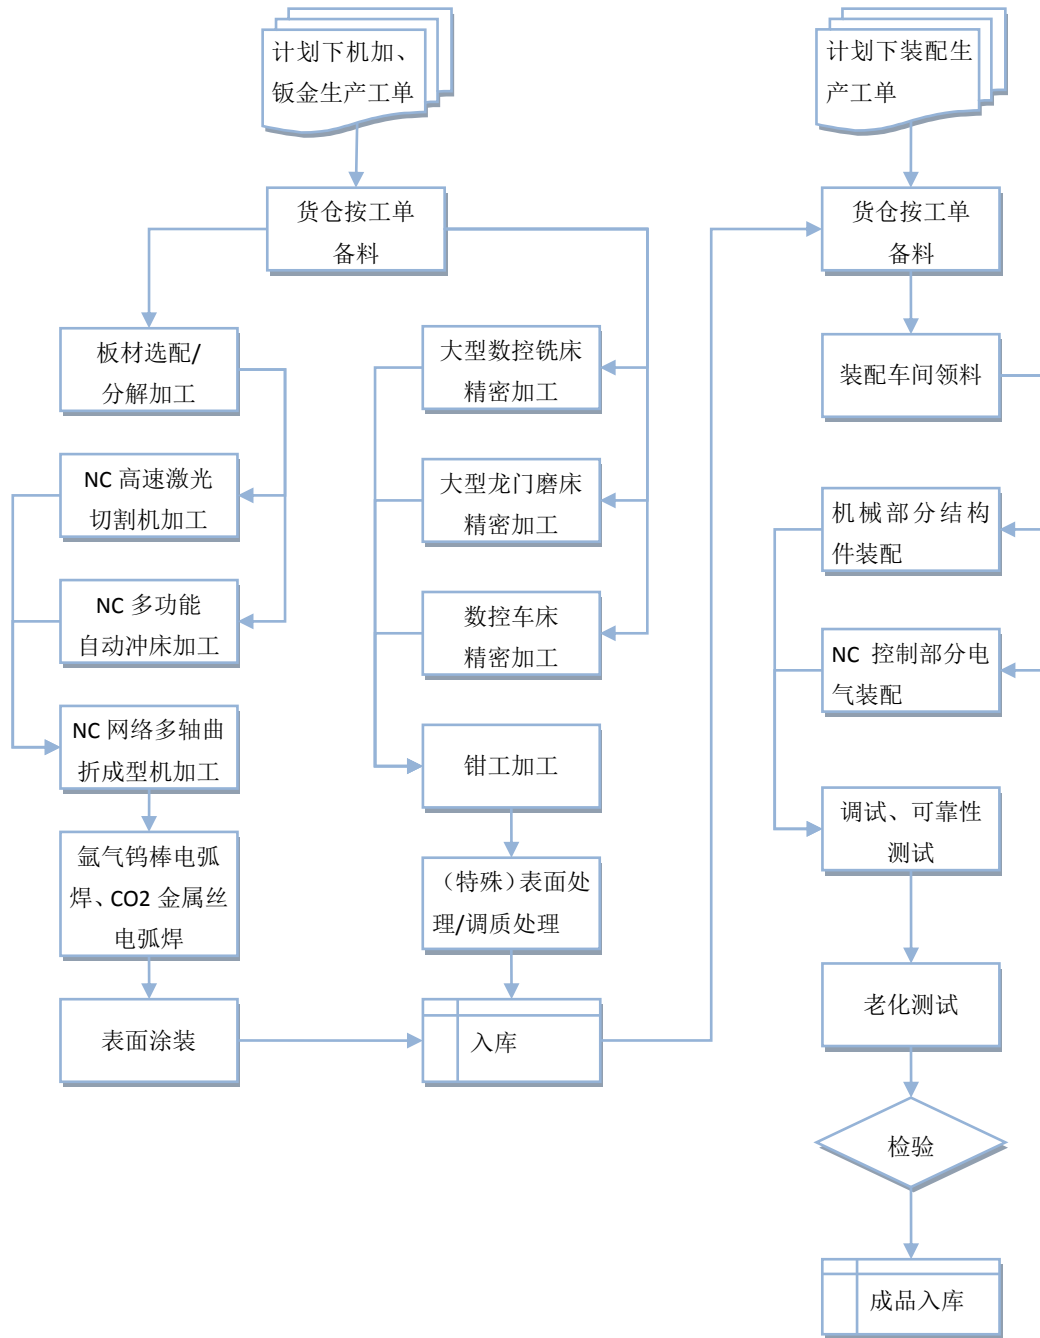 计划下机加、
钣金生产工单
货仓按工单
备料
板材选配/
分解加工
NC 高速激光
切割机加工
NC 多功能
自动冲床加工
NC 网络多轴曲
折成型机加工
氩气钨棒电弧
焊、CO2 金属丝
电弧焊
表面涂装
大型数控铣床
精密加工
大型龙门磨床
精密加工
数控车床
精密加工
钳工加工
（特殊）表面处
理/调质处理
入库
计划下装配生
产工单
货仓按工单
备料
装配车间领料
机械部分结构
件装配
NC 控制部分电
气装配
调试、可靠性
测试
老化测试
检验
成品入库